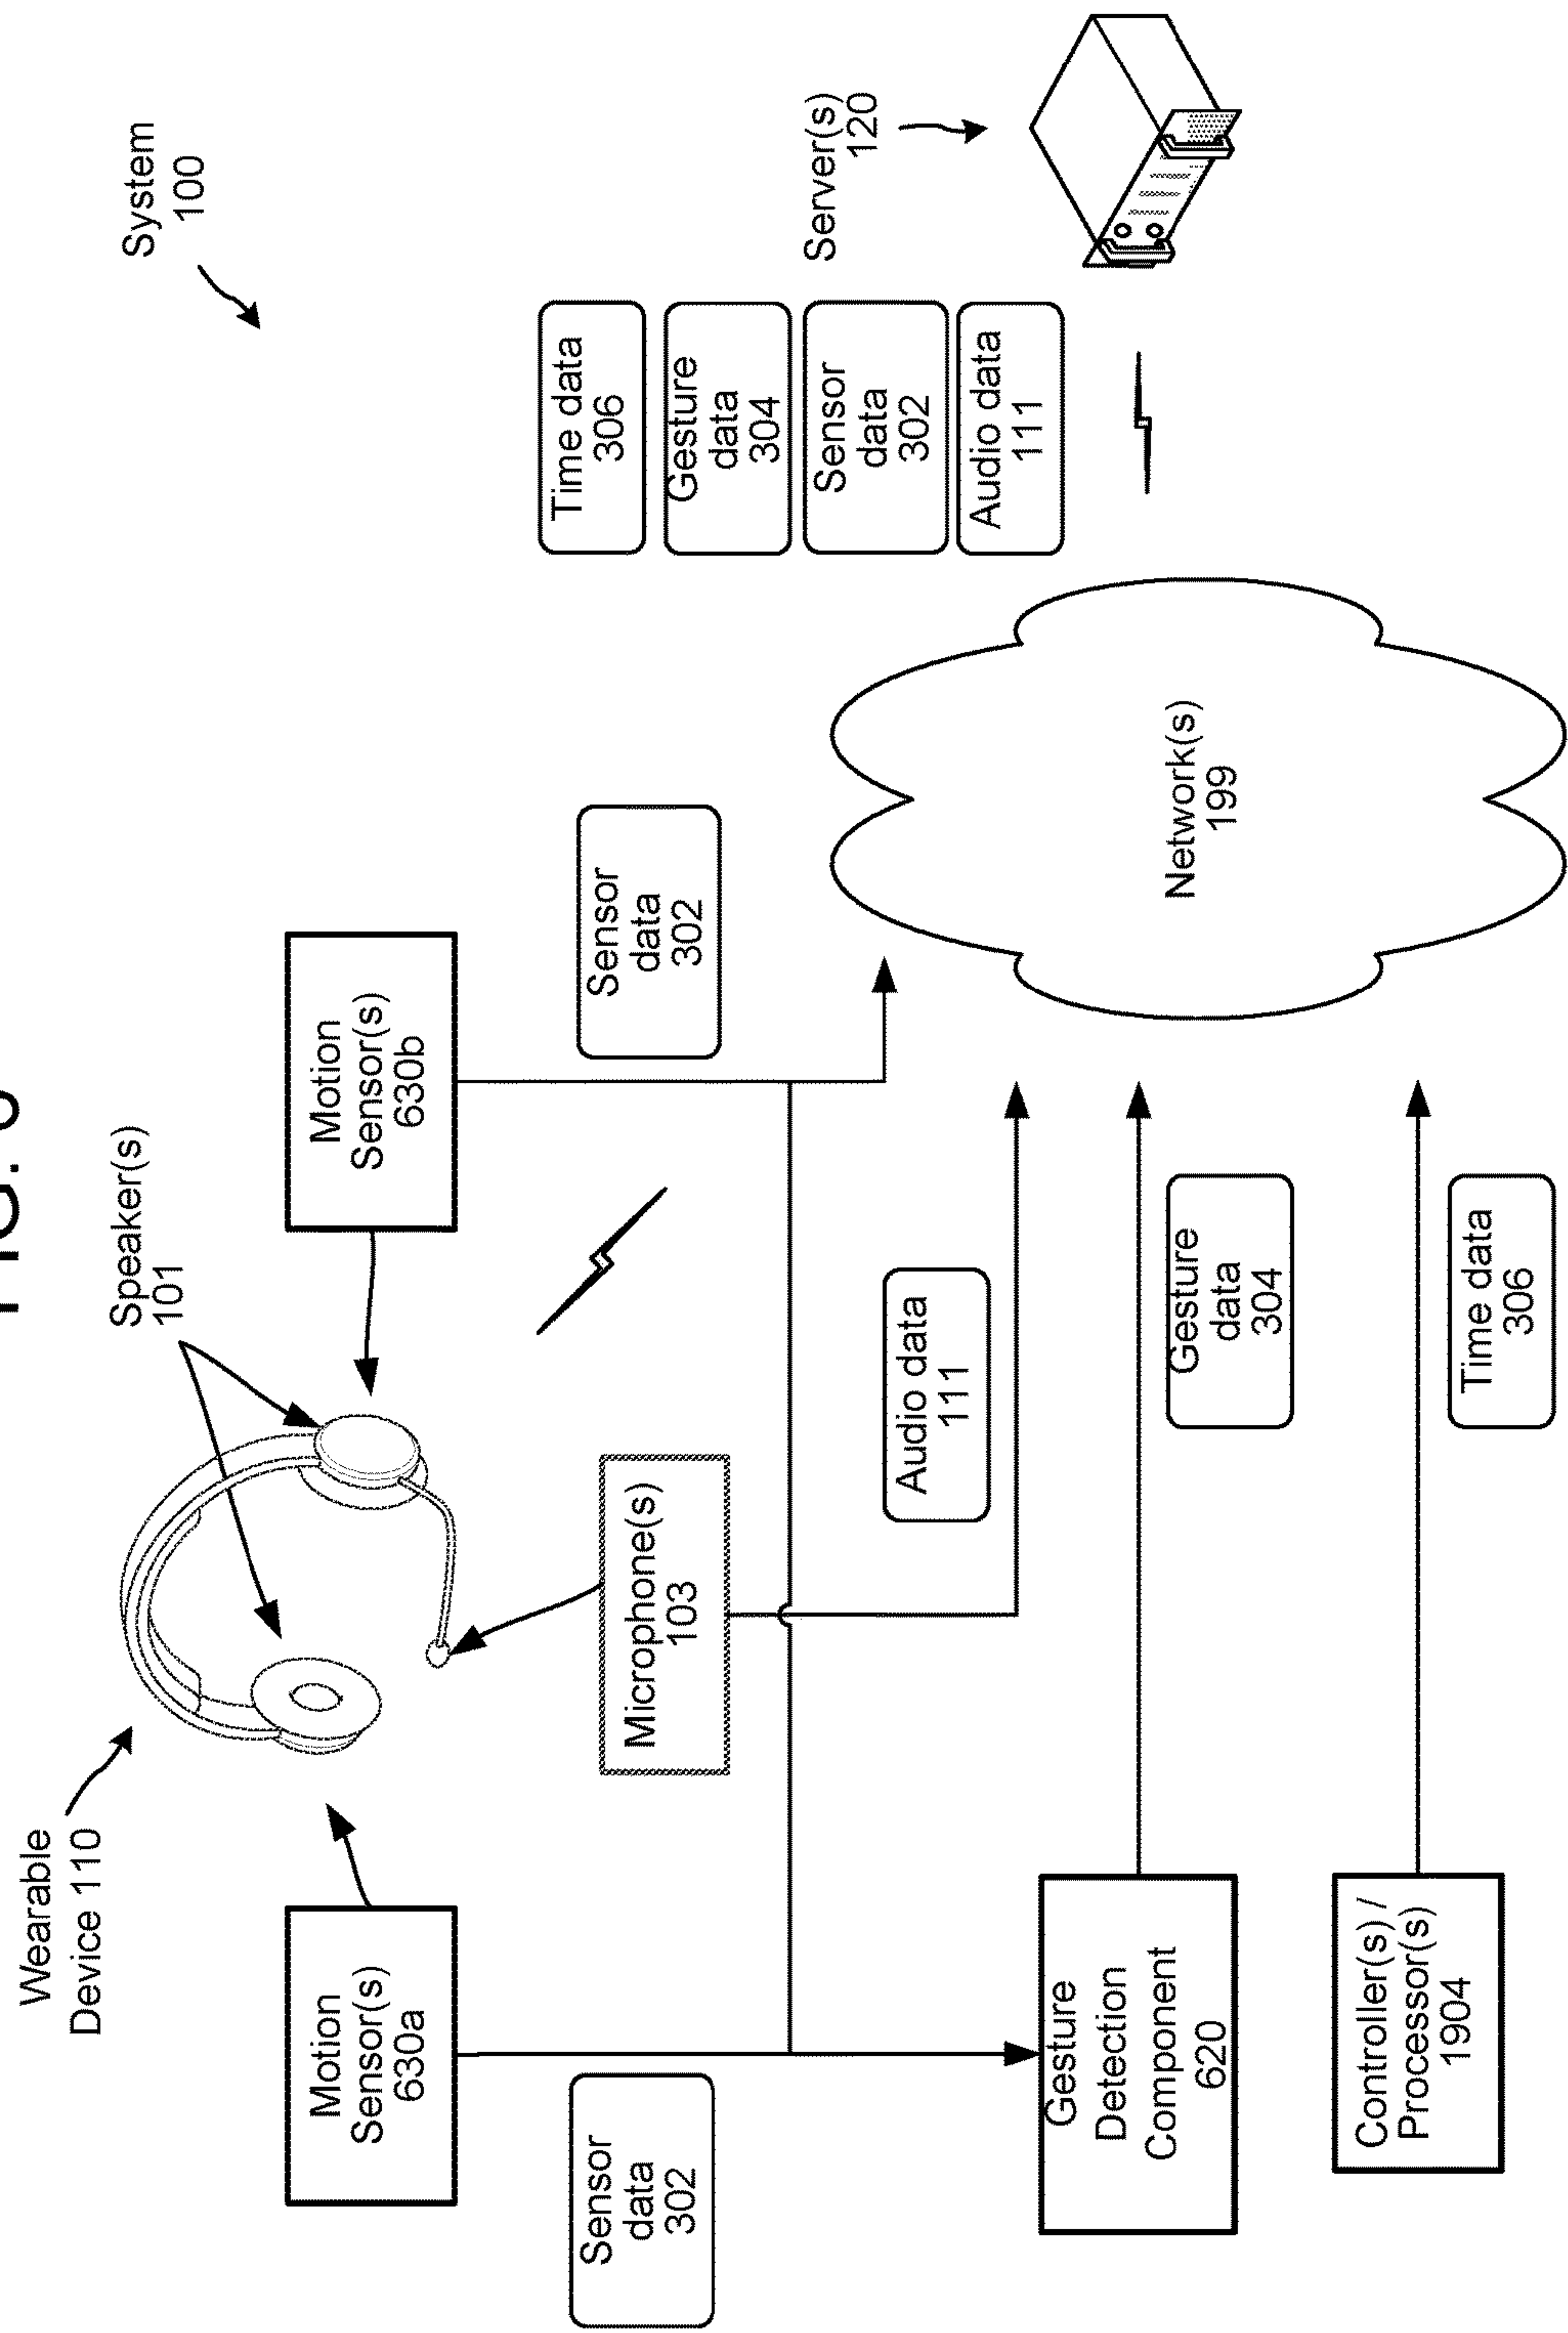 FIG.
Wearable
Device 110
Speaker(s)
101
System
100
Motion
Sensor(s)
630a
Motion
Sensor(s)
630b
Sensor
data
302
Microphone(s)
103
Sensor
data
302
Time data
306
Gesture
data
304
Sensor
data
302
Audio data
111
Server(s)
120
Audio data
111
Gesture
Detection
Component
620
Gesture
data
304
Network(s)
199
Controller(s) /
Processor(s)
1904
Time data
306